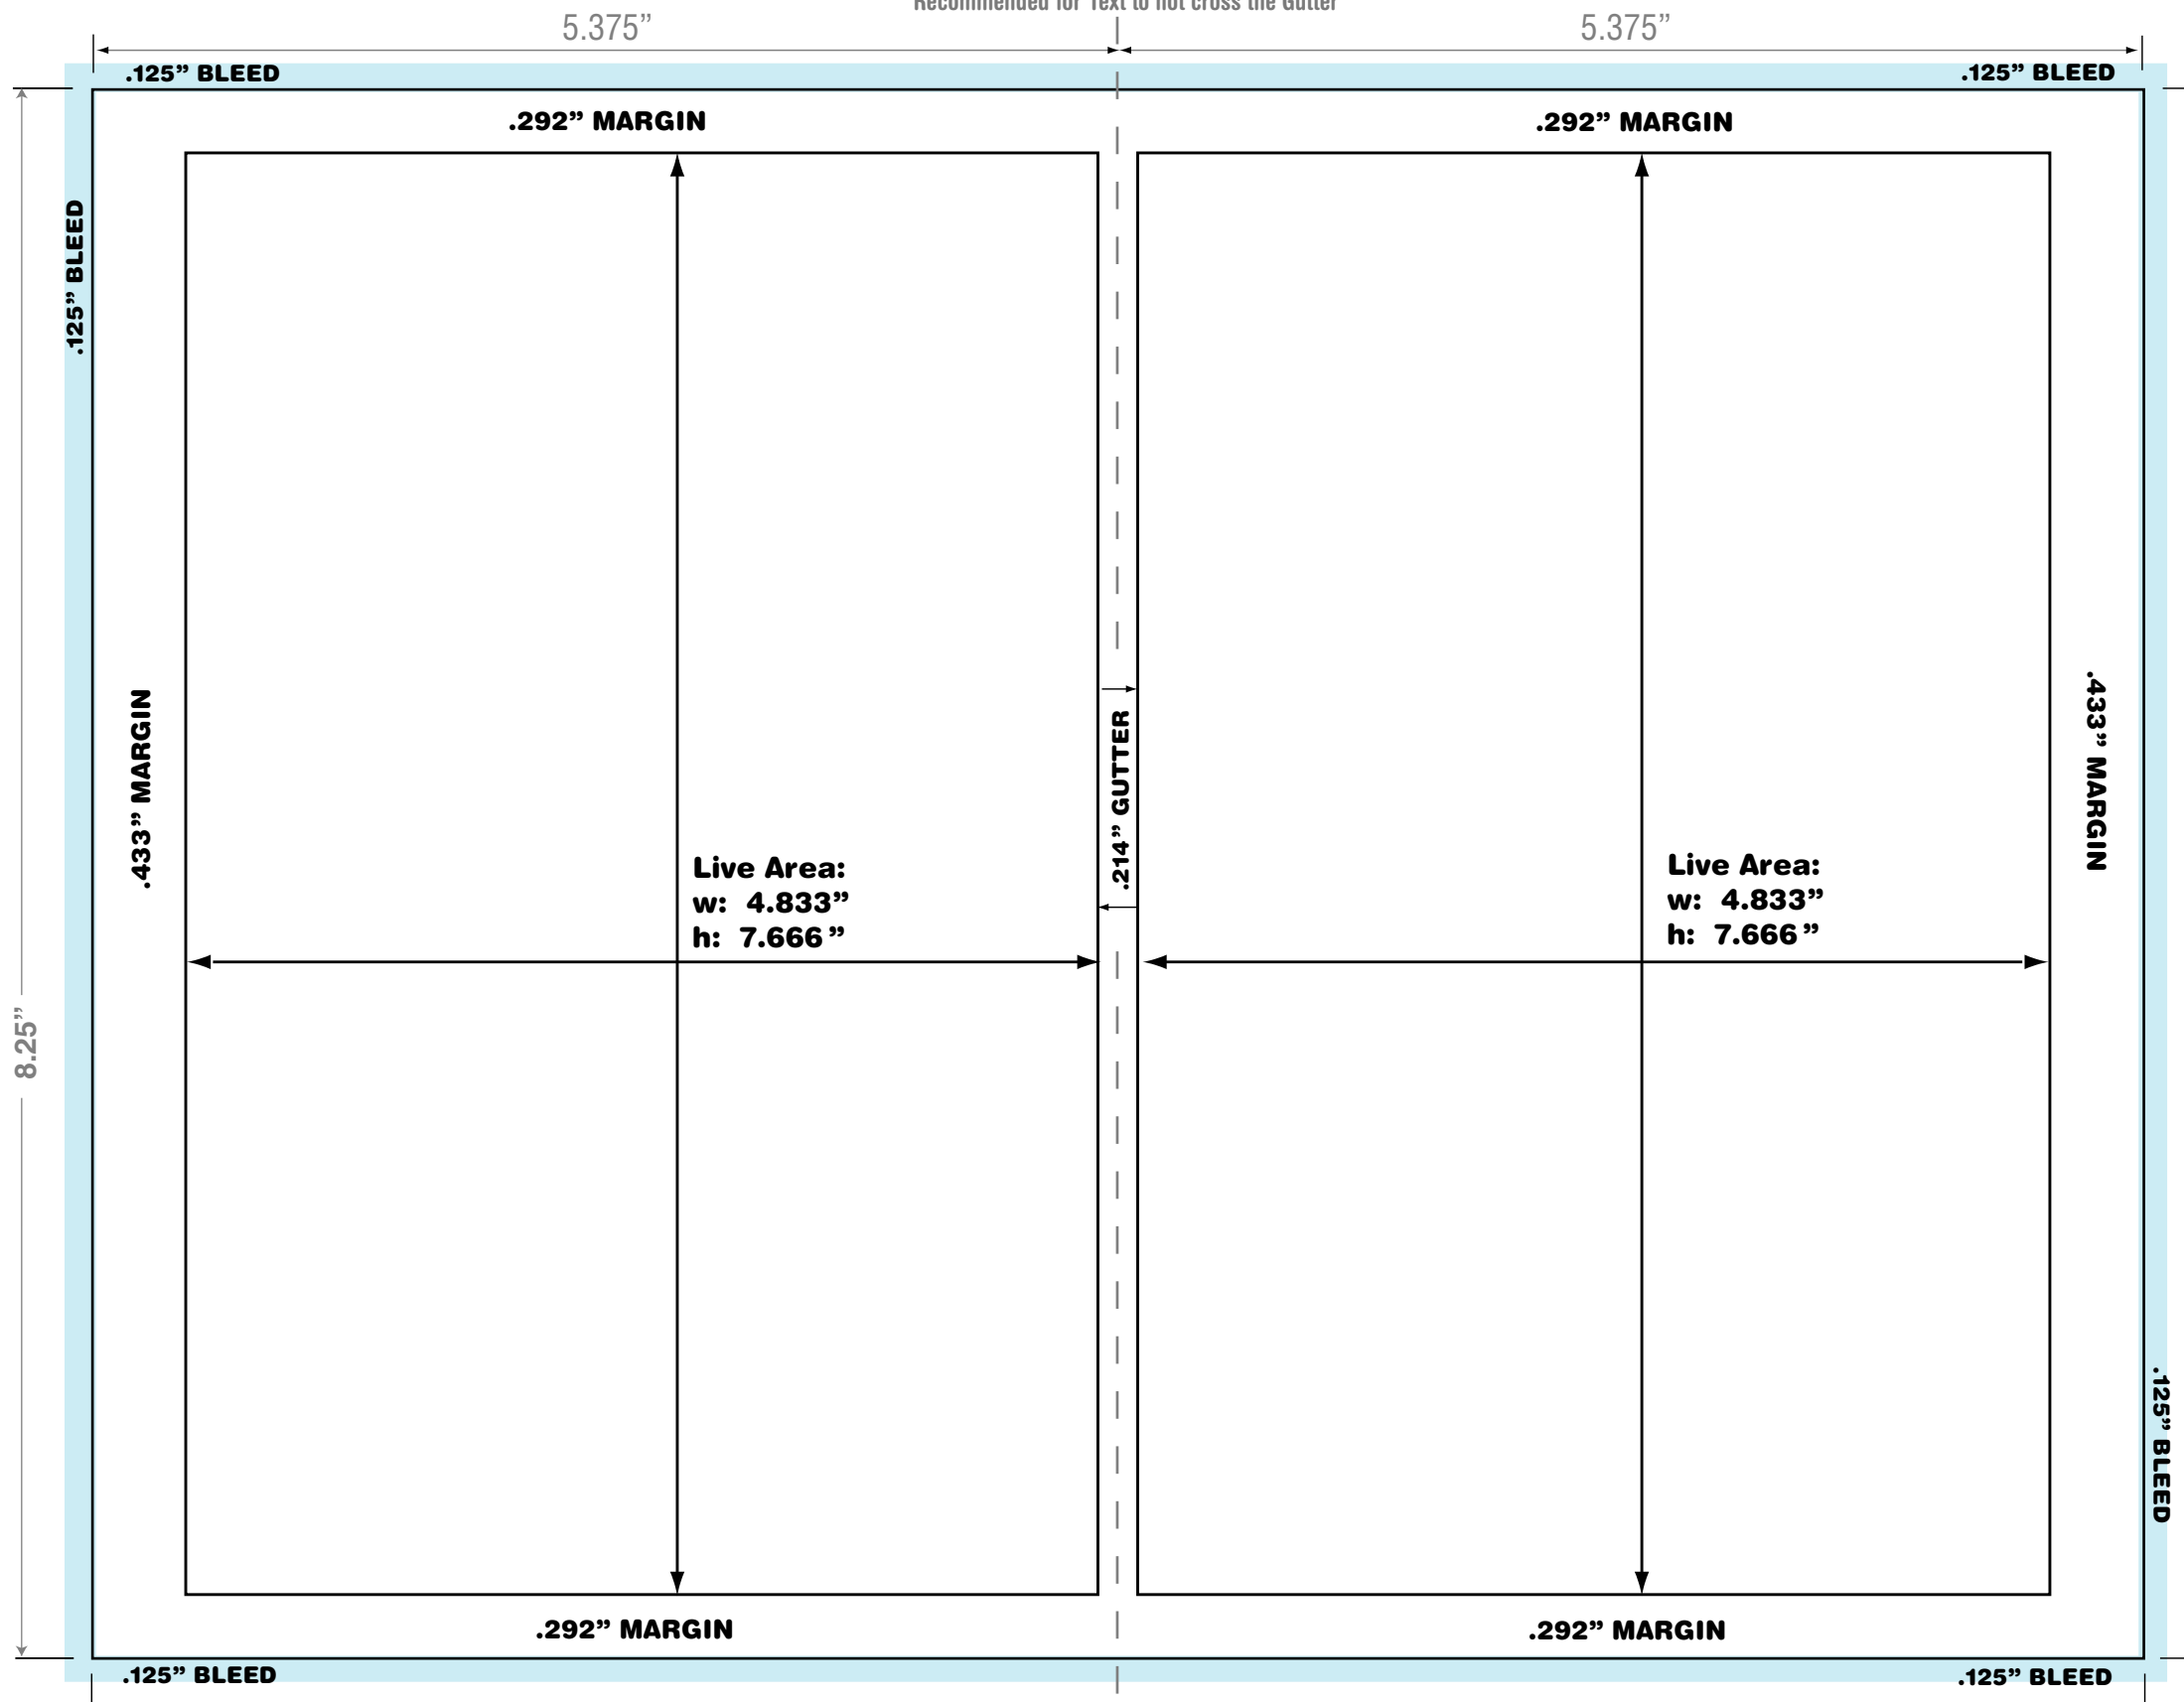 Recommended for Text to not cross the Gutter
5.375”
5.375”
.125” BLEED
.125” BLEED
.292” MARGIN
.292” MARGIN
.125” BLEED
.433” MARGIN
.214” GUTTER
.433” MARGIN
Live Area:
w: 4.833”
h: 7.666”
Live Area:
w: 4.833”
h: 7.666”
8.25”
.125” BLEED
.292” MARGIN
.292” MARGIN
.125” BLEED
.125” BLEED